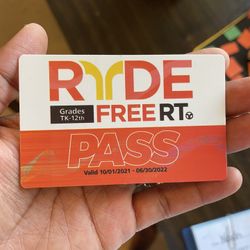 RYDE
Grades
TK-12th
FREE RT
PASS
Valid 10/01/2021 - 06/30/2022